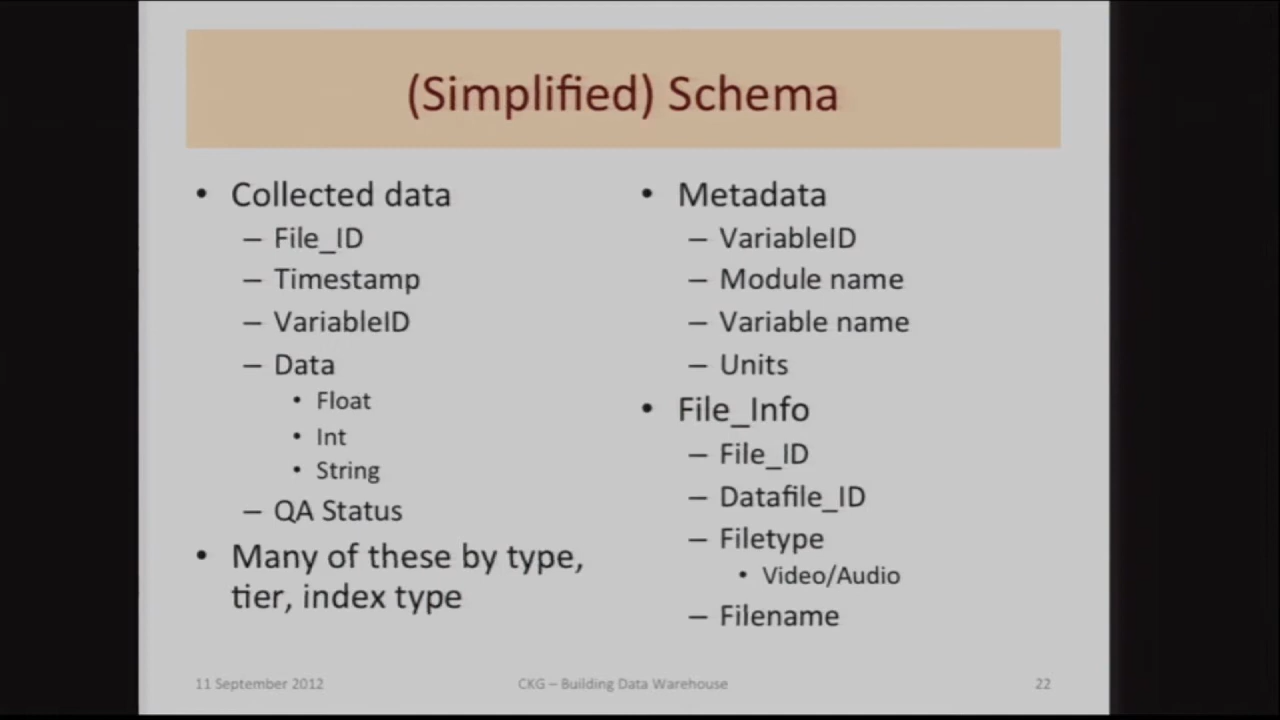 (Simplified) Schema
• Collected data
– File_ID
– Timestamp
– VariableID
– Data
• Float
• Int
• String
– QA Status
• Many of these by type,
tier, index type
• Metadata
– VariableID
– Module name
– Variable name
– Units
• File_Info
– File_ID
– Datafile_ID
– Filetype
• Video/Audio
– Filename
11 September 2012
CKG – Building Data Warehouse
22